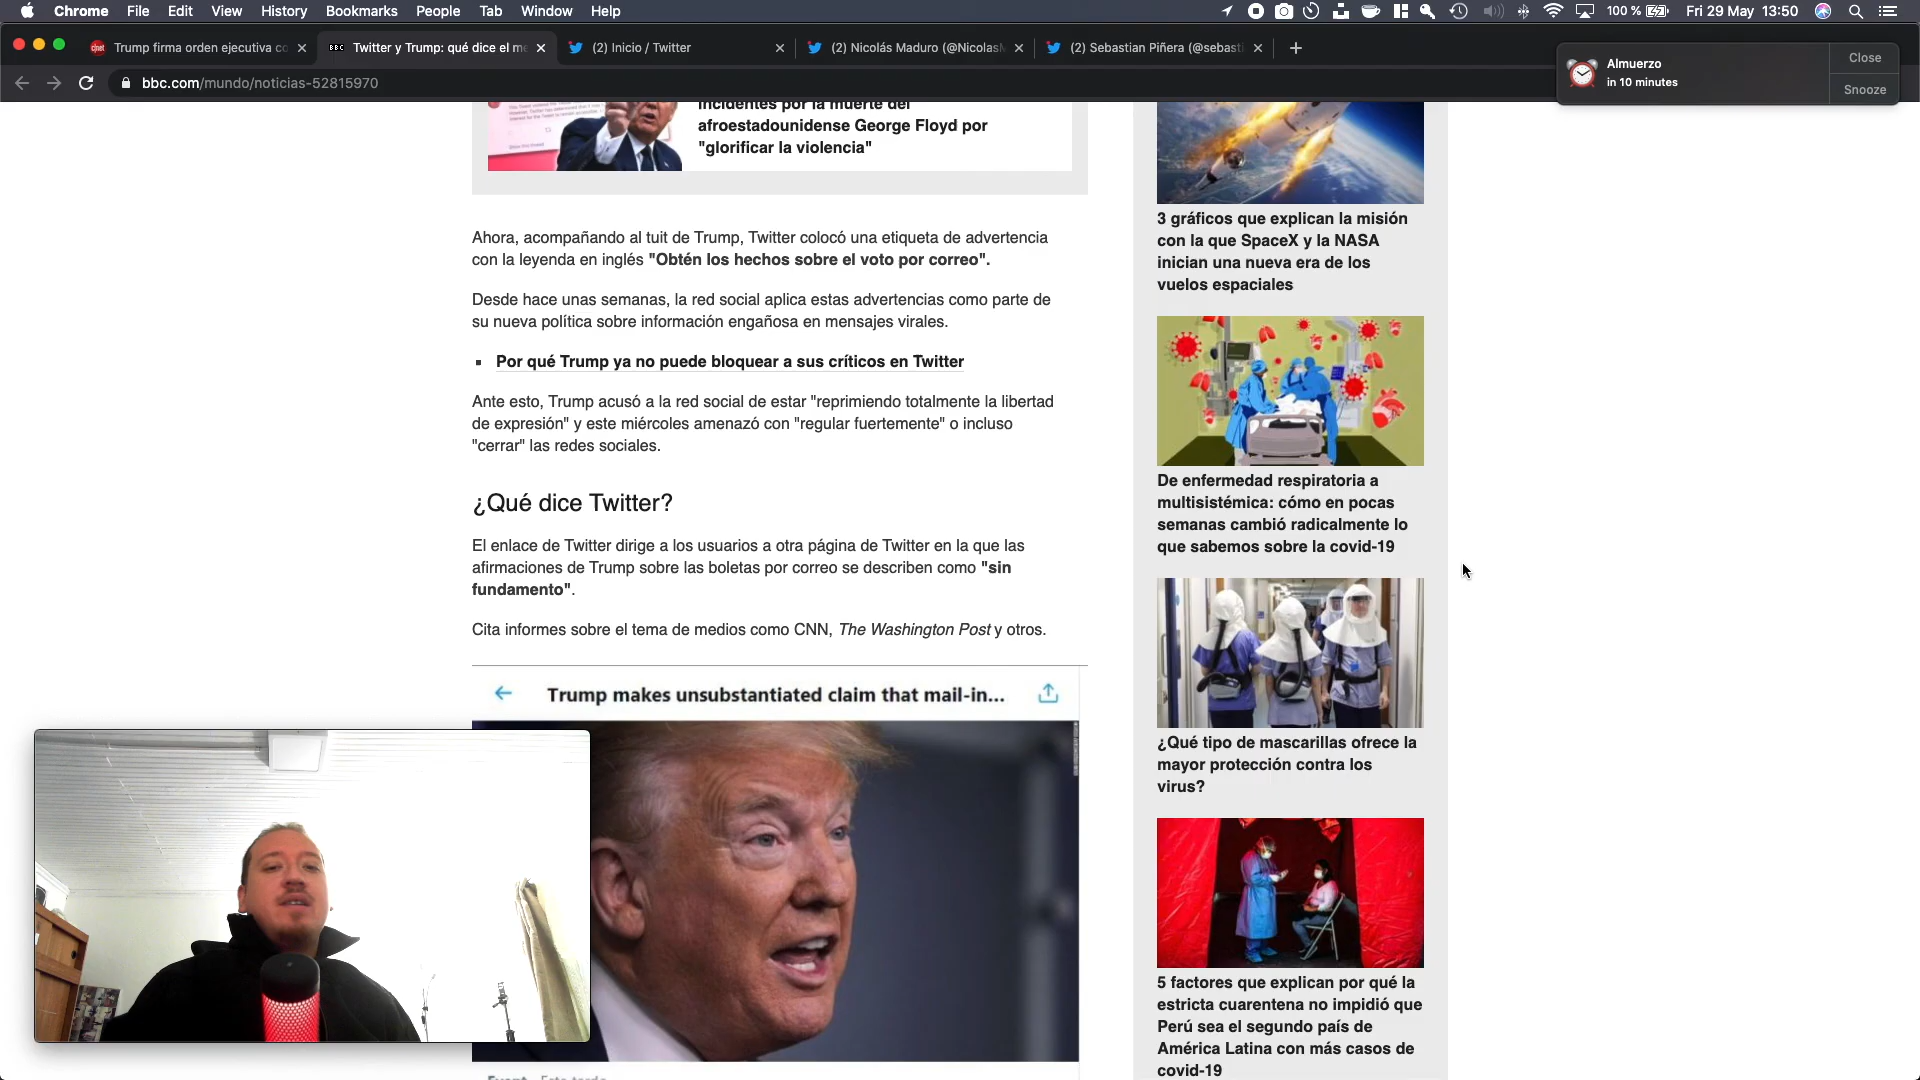 Chrome File Edit View History Bookmarks People Tab Window Help
100 % Fri 29 May 13:50
Trump firma orden ejecutiva co
BBC Twitter y Trump: qué dice el me
(2) Inicio / Twitter
(2) Nicolás Maduro (@NicolasM
(2) Sebastian Piñera (@sebasti
bbc.com/mundo/noticias-52815970
Almuerzo
in 10 minutes
Close
Snooze
incidentes por la muerte del
afroestadounidense George Floyd por
"glorificar la violencia"
Ahora, acompañando al tuit de Trump, Twitter colocó una etiqueta de advertencia
con la leyenda en inglés "Obtén los hechos sobre el voto por correo".
Desde hace unas semanas, la red social aplica estas advertencias como parte de
su nueva política sobre información engañosa en mensajes virales.
Por qué Trump ya no puede bloquear a sus críticos en Twitter
Ante esto, Trump acusó a la red social de estar "reprimiendo totalmente la libertad
de expresión" y este miércoles amenazó con "regular fuertemente" o incluso
"cerrar" las redes sociales.
¿Qué dice Twitter?
El enlace de Twitter dirige a los usuarios a otra página de Twitter en la que las
afirmaciones de Trump sobre las boletas por correo se describen como "sin
fundamento".
Cita informes sobre el tema de medios como CNN, The Washington Post y otros.
Trump makes unsubstantiated claim that mail-in...
3 gráficos que explican la misión
con la que SpaceX y la NASA
inician una nueva era de los
vuelos espaciales
De enfermedad respiratoria a
multisistémica: cómo en pocas
semanas cambió radicalmente lo
que sabemos sobre la covid-19
¿Qué tipo de mascarillas ofrece la
mayor protección contra los
virus?
5 factores que explican por qué la
estricta cuarentena no impidió que
Perú sea el segundo país de
América Latina con más casos de
covid-19